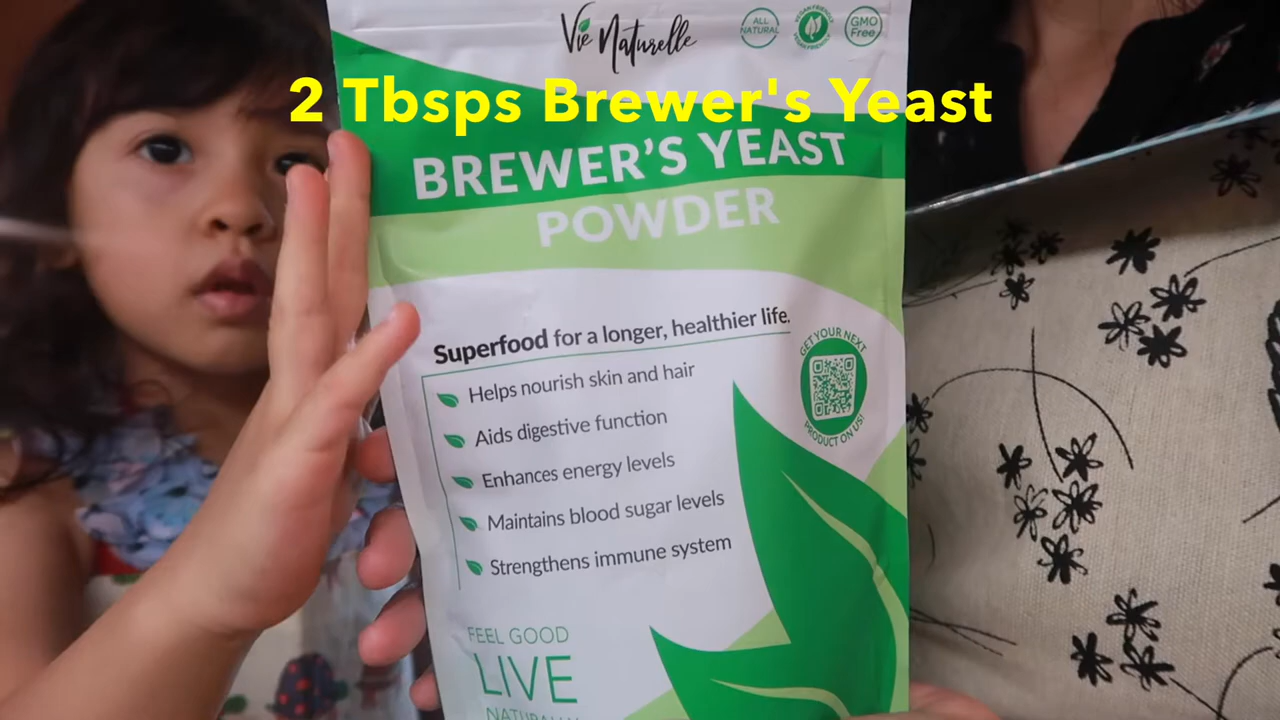 Vie Naturelle
ALL NATURAL
VEGAN FRIENDLY
GMO Free
2 Tbsps Brewer's Yeast
BREWER'S YEAST
POWDER
Superfood for a longer, healthier life.
Helps nourish skin and hair
Aids digestive function
Enhances energy levels
Maintains blood sugar levels
Strengthens immune system
GET YOUR NEXT
PRODUCT ON US!
FEEL GOOD
LIVE